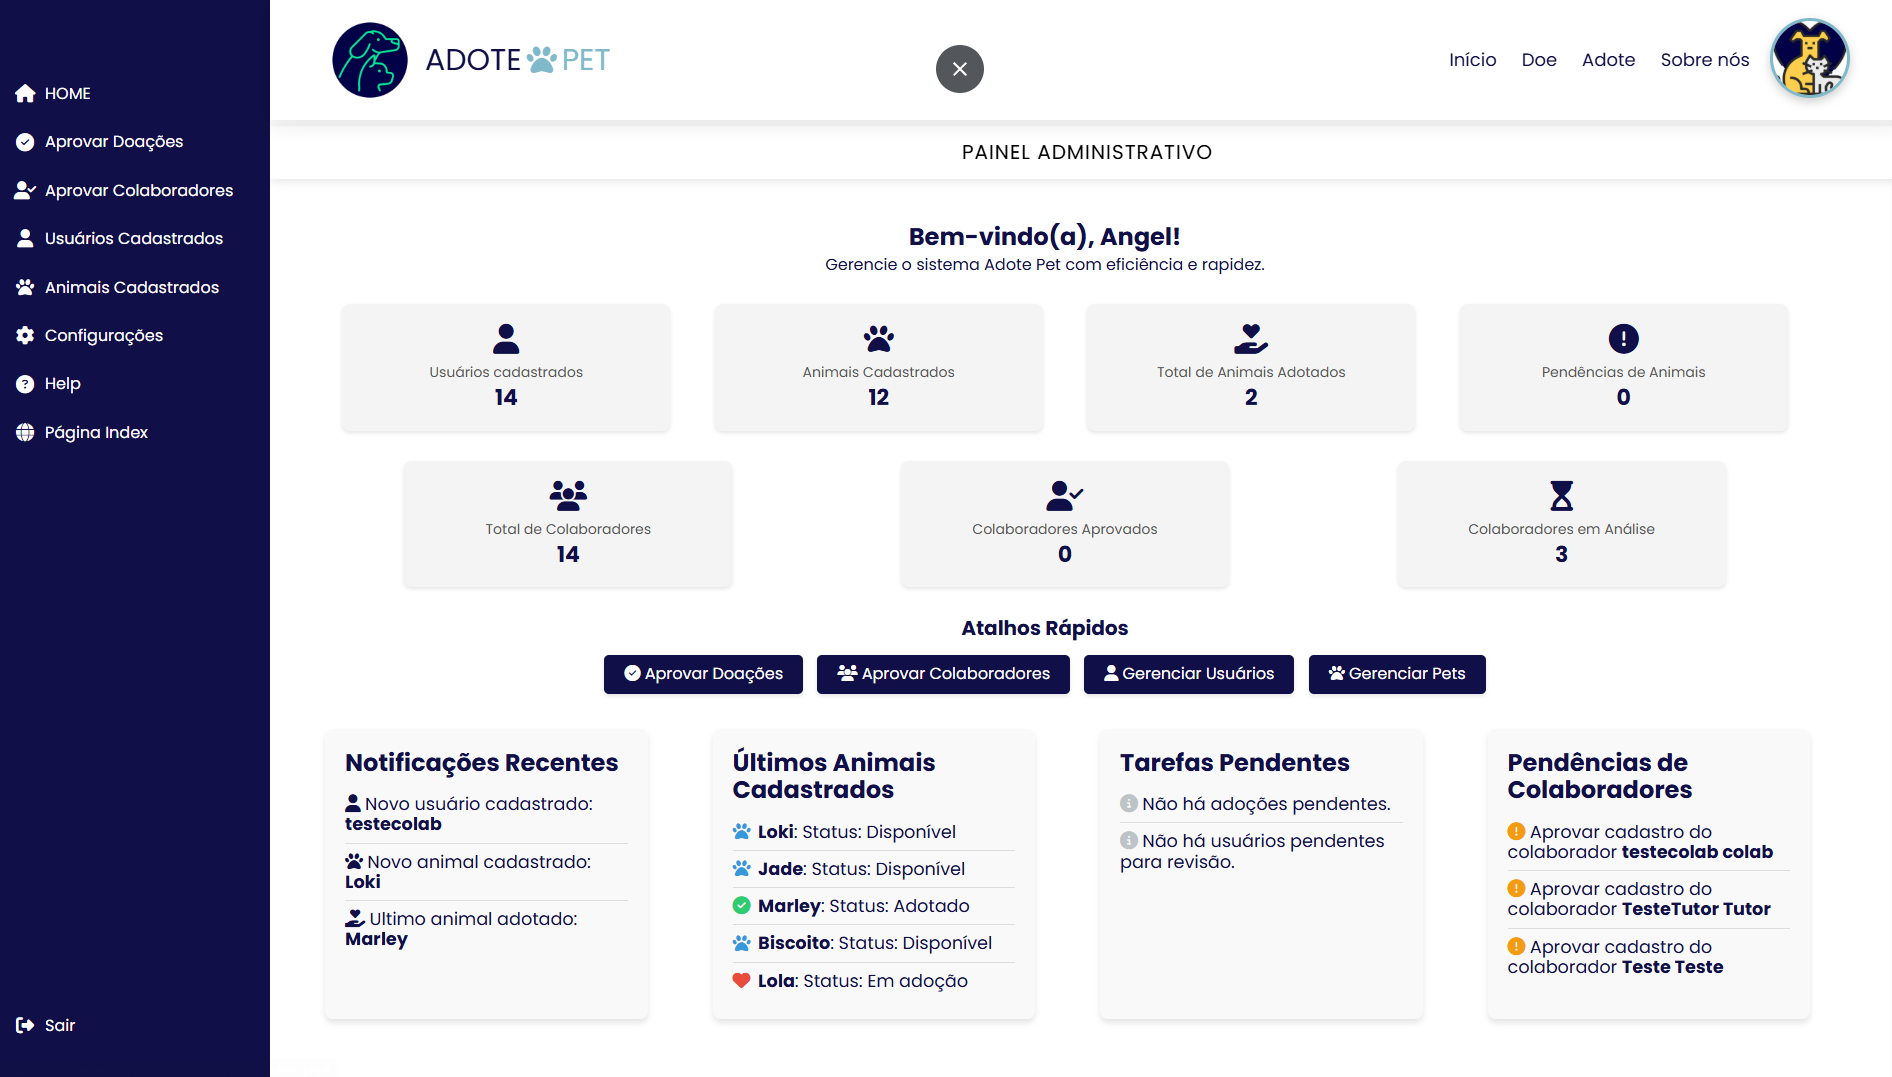 HOME
Aprovar Doações
Aprovar Colaboradores
Usuários Cadastrados
Animais Cadastrados
Configurações
Help
Página Index
Sair
ADOTE PET
Início
Doe
Adote
Sobre nós
PAINEL ADMINISTRATIVO
Bem-vindo(a), Angel!
Gerencie o sistema Adote Pet com eficiência e rapidez.
Usuários cadastrados
14
Animais Cadastrados
12
Total de Animais Adotados
2
Pendências de Animais
0
Total de Colaboradores
14
Colaboradores Aprovados
0
Colaboradores em Análise
3
Atalhos Rápidos
Aprovar Doações
Aprovar Colaboradores
Gerenciar Usuários
Gerenciar Pets
Notificações Recentes
Novo usuário cadastrado:
testecolab
Novo animal cadastrado:
Loki
Ultimo animal adotado:
Marley
Últimos Animais
Cadastrados
Loki: Status: Disponível
Jade: Status: Disponível
Marley: Status: Adotado
Biscoito: Status: Disponível
Lola: Status: Em adoção
Tarefas Pendentes
Não há adoções pendentes.
Não há usuários pendentes
para revisão.
Pendências de
Colaboradores
Aprovar cadastro do
colaborador testecolab colab
Aprovar cadastro do
colaborador TesteTutor Tutor
Aprovar cadastro do
colaborador Teste Teste